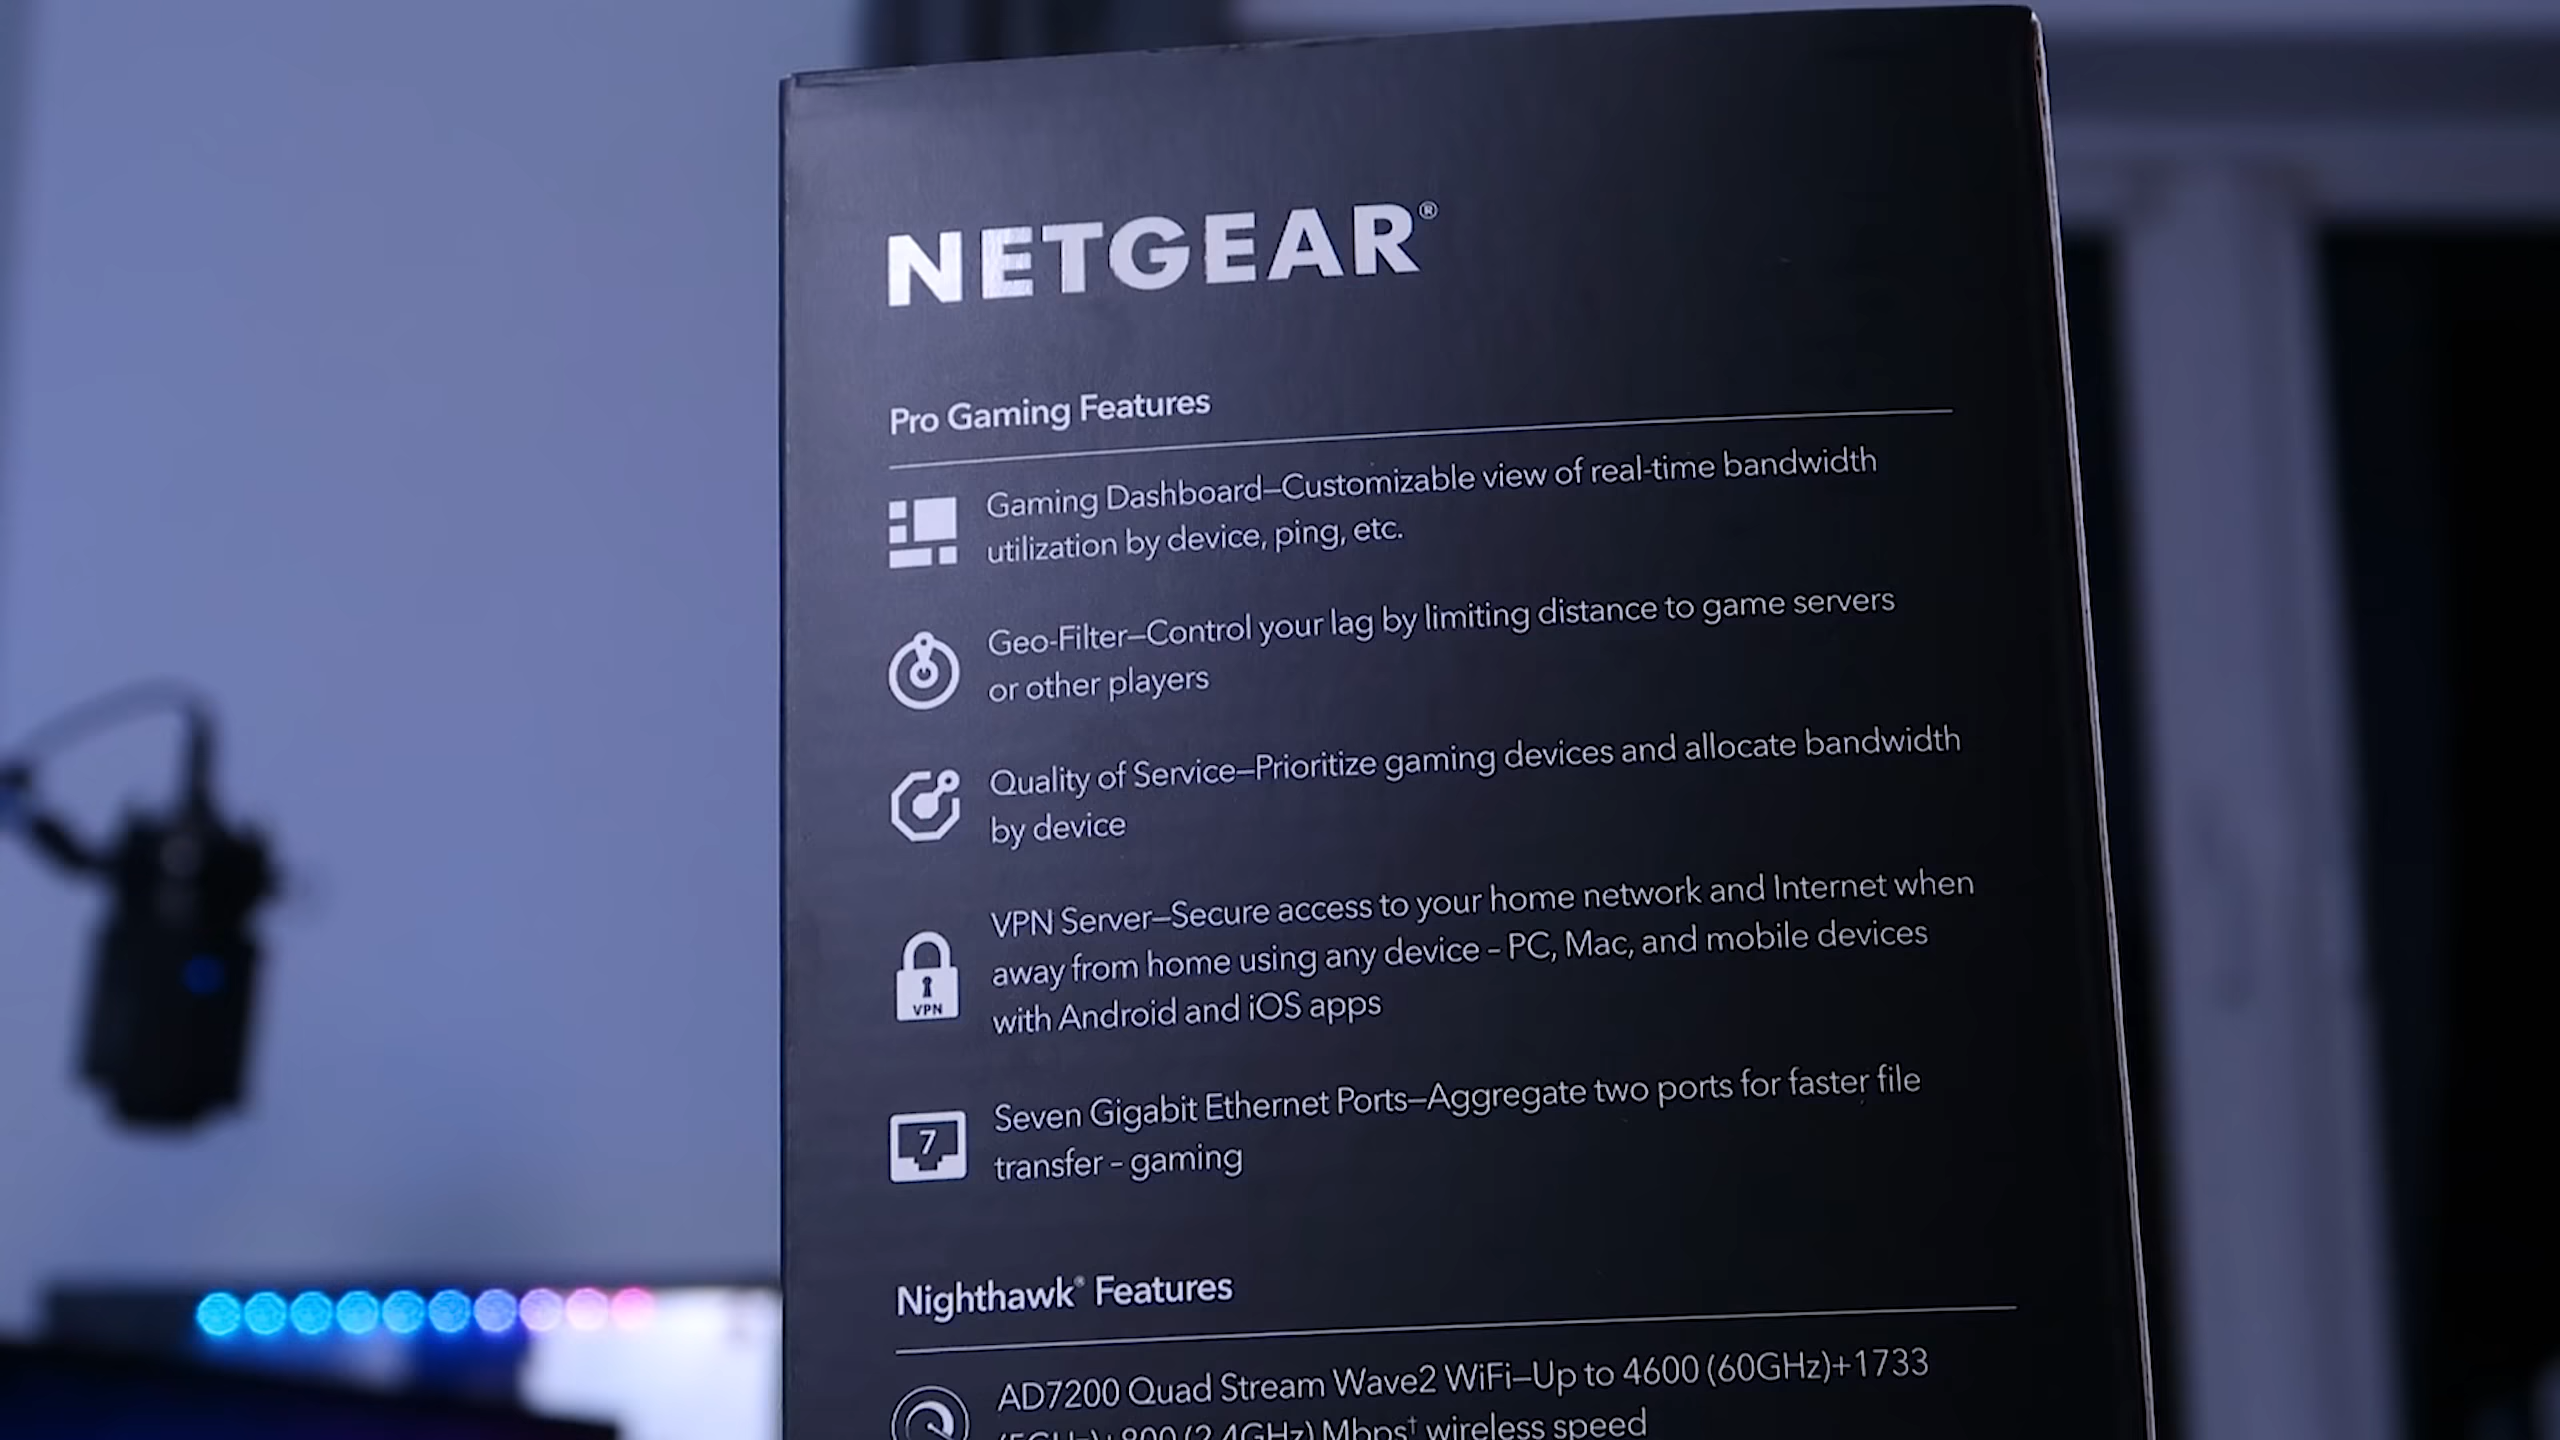 NETGEAR®
Pro Gaming Features
Gaming Dashboard–Customizable view of real-time bandwidth
utilization by device, ping, etc.
Geo-Filter–Control your lag by limiting distance to game servers
or other players
Quality of Service–Prioritize gaming devices and allocate bandwidth
by device
VPN Server–Secure access to your home network and Internet when
away from home using any device – PC, Mac, and mobile devices
with Android and iOS apps
VPN
Seven Gigabit Ethernet Ports–Aggregate two ports for faster file
transfer – gaming
7
Nighthawk® Features
AD7200 Quad Stream Wave2 WiFi–Up to 4600 (60GHz)+1733
(5GHz)+800 (2.4GHz) Mbps† wireless speed